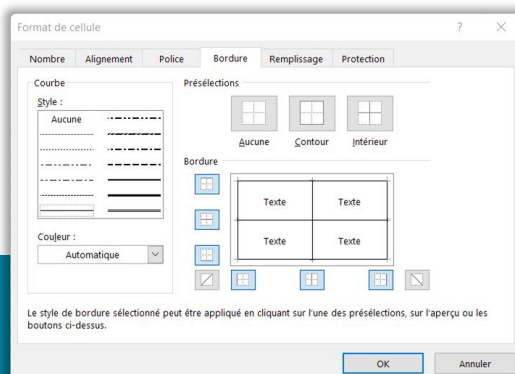 Format de cellule
?
Nombre Alignement Police Bordure Remplissage Protection
Courbe
Style :
Aucune
Couleur :
Automatique
Présélections
Aucune Contour Intérieur
Bordure
Texte Texte
Texte Texte
Le style de bordure sélectionné peut être appliqué en cliquant sur l'une des présélections, sur l'aperçu ou les
boutons ci-dessus.
OK Annuler